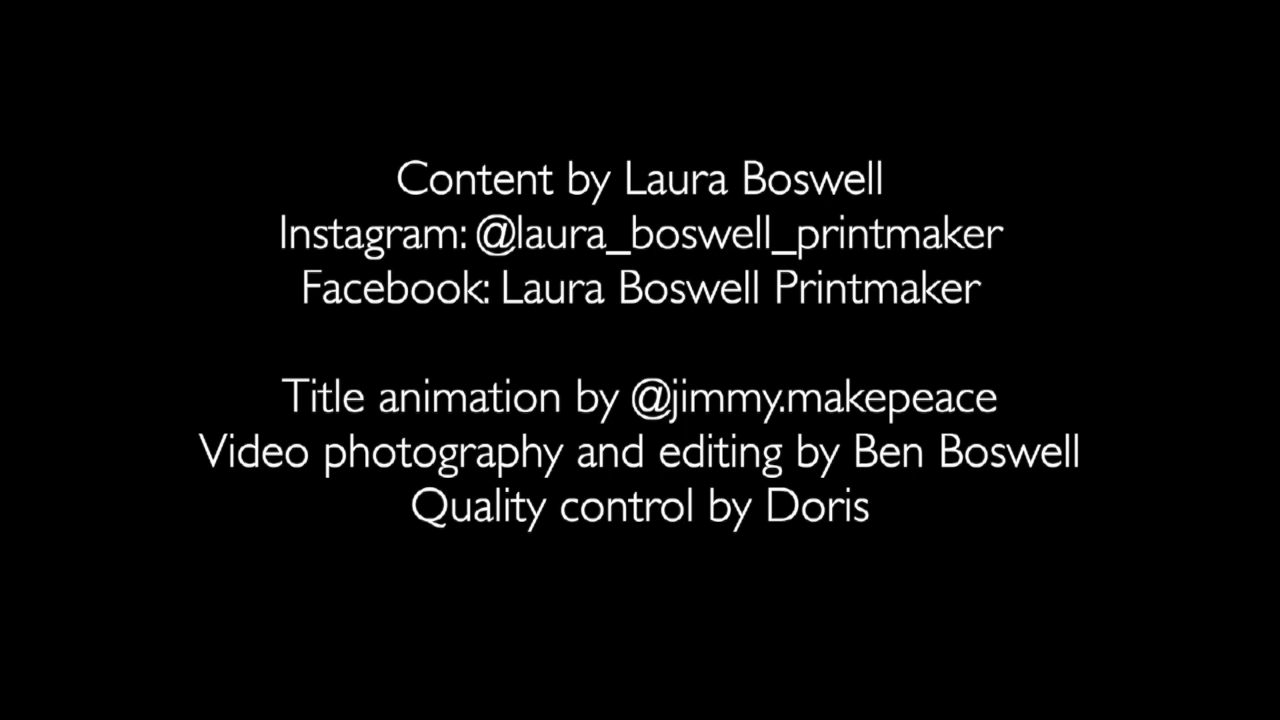 Content by Laura Boswell
Instagram: @laura_boswell_printmaker
Facebook: Laura Boswell Printmaker
Title animation by @jimmy.makepeace
Video photography and editing by Ben Boswell
Quality control by Doris